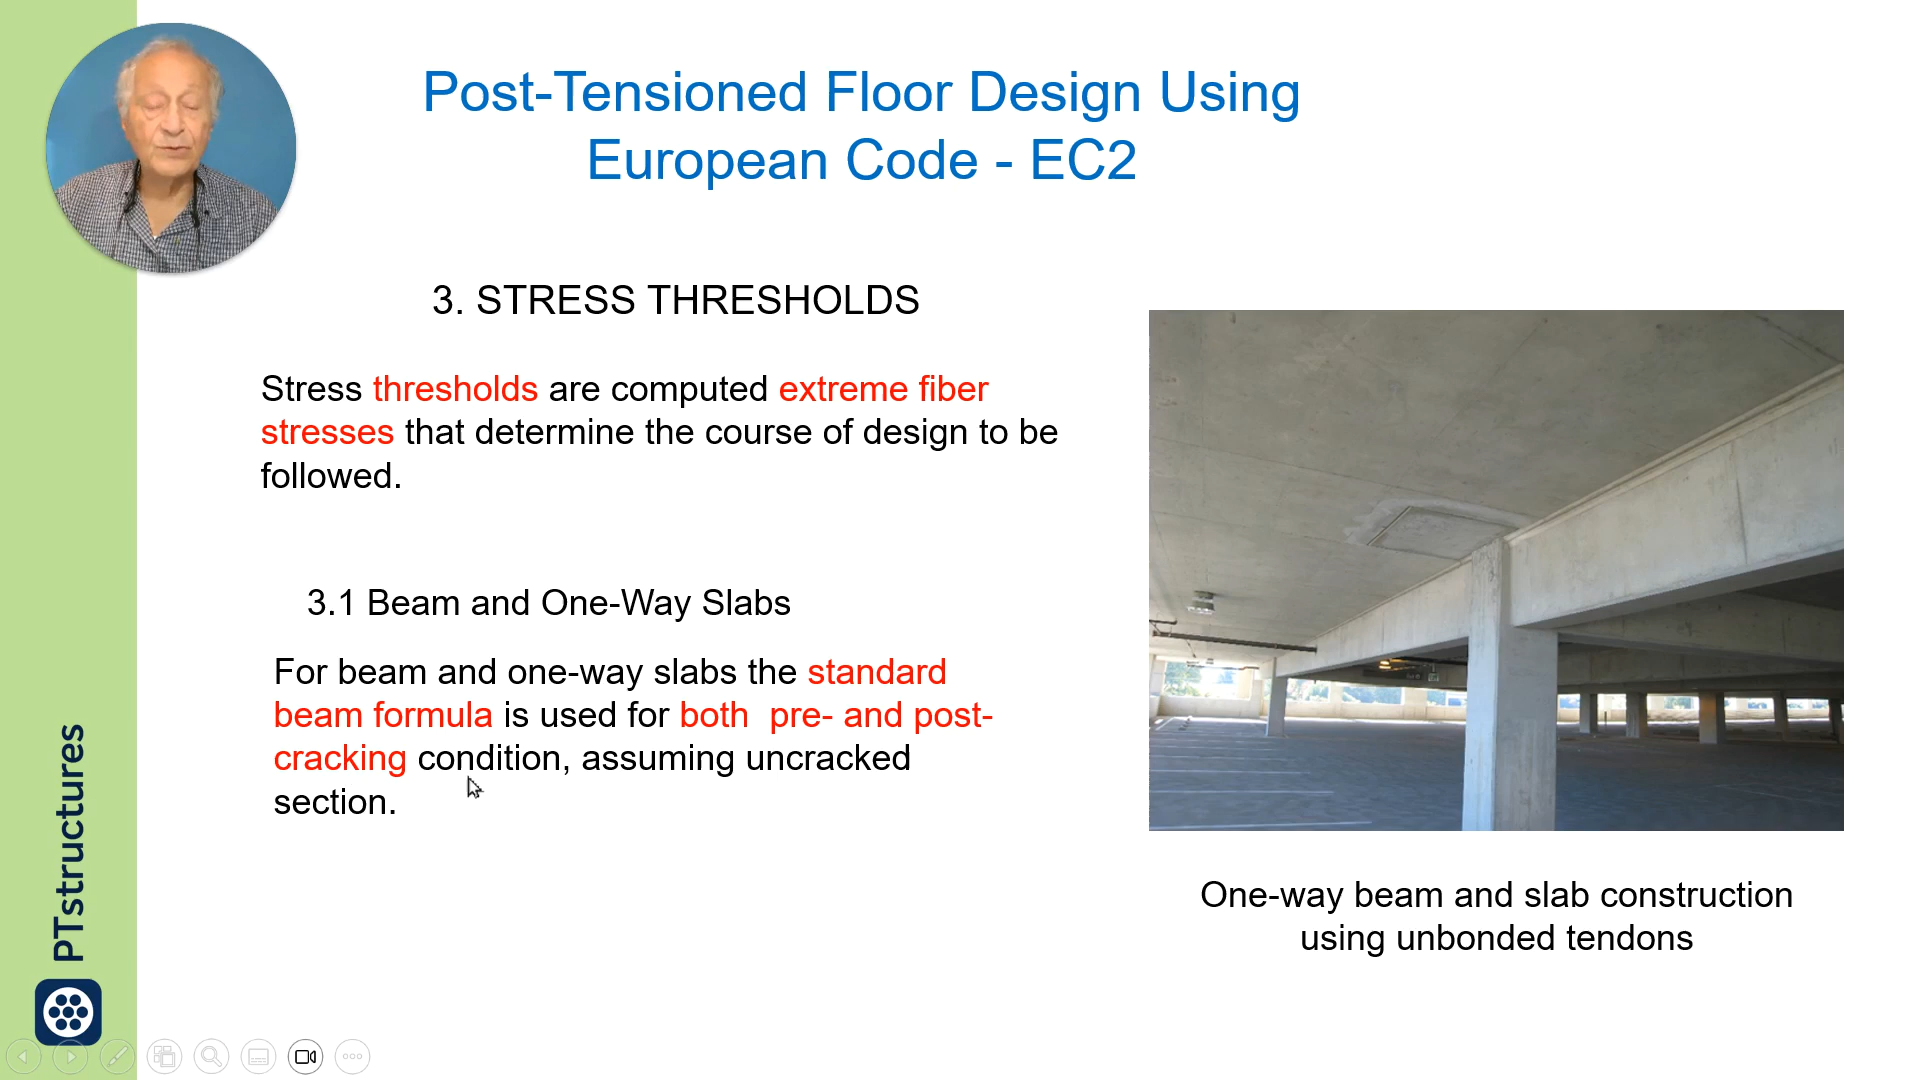 Post-Tensioned Floor Design Using
European Code - EC2
3. STRESS THRESHOLDS
Stress thresholds are computed extreme fiber
stresses that determine the course of design to be
followed.
3.1 Beam and One-Way Slabs
For beam and one-way slabs the standard
beam formula is used for both  pre- and post-
cracking condition, assuming uncracked
section.
One-way beam and slab construction
using unbonded tendons
PTstructures